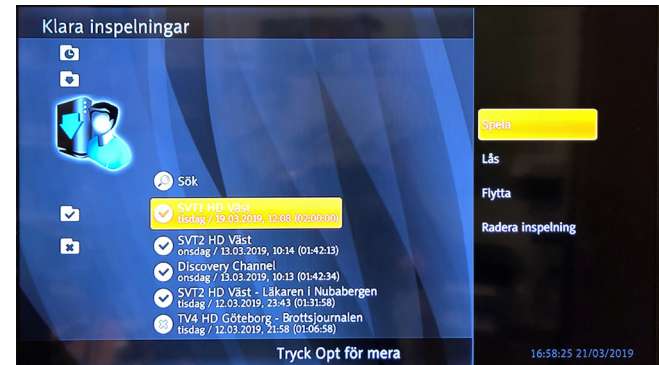 Klara inspelningar
Sök
SVT1 HD Väst
tisdag / 19.03.2019, 12:08 (02:00:00)
SVT2 HD Väst
onsdag / 13.03.2019, 10:14 (01:42:13)
Discovery Channel
onsdag / 13.03.2019, 10:13 (01:42:34)
SVT2 HD Väst - Läkaren i Nubabergen
tisdag / 12.03.2019, 23:43 (01:31:58)
TV4 HD Göteborg - Brottsjournalen
tisdag / 12.03.2019, 21:58 (01:06:58)
Tryck Opt för mera
Spela
Lås
Flytta
Radera inspelning
16:58:25 21/03/2019